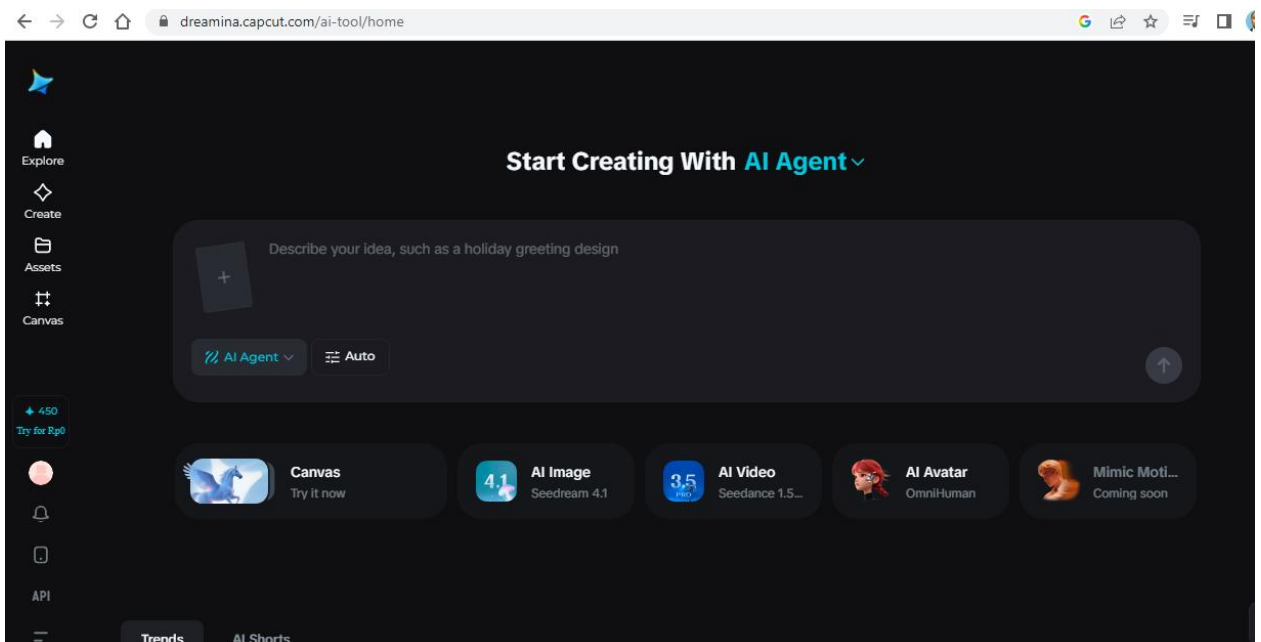 dreamina.capcut.com/ai-tool/home
Explore
Create
Assets
Canvas
450
Try for Rp0
API
Start Creating With AI Agent
Describe your idea, such as a holiday greeting design
AI Agent
Auto
Canvas
Try it now
4.1
AI Image
Seedream 4.1
3.5
PRO
AI Video
Seedance 1.5...
AI Avatar
OmniHuman
Mimic Moti...
Coming soon
Trends
AI Shorts